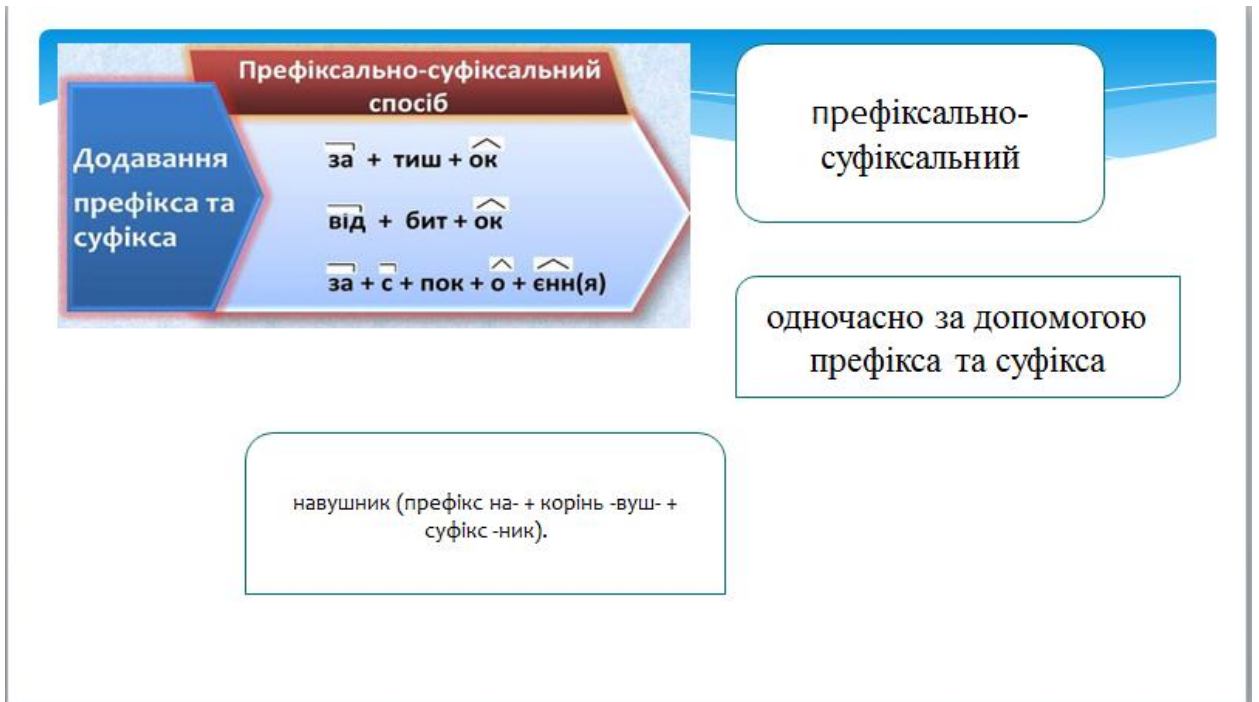 Префіксально-суфіксальний
спосіб
Додавання
префікса та
суфікса
за + тиш + ок
від + бит + ок
за + с + пок + о + єнн(я)
префіксально-
суфіксальний
одночасно за допомогою
префікса та суфікса
навушник (префікс на- + корінь -вуш- +
суфікс -ник).